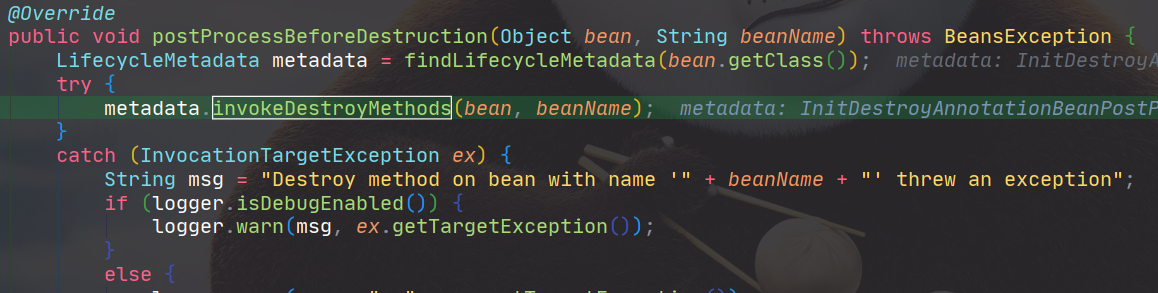 @Override
public void postProcessBeforeDestruction(Object bean, String beanName) throws BeansException {
LifecycleMetadata metadata = findLifecycleMetadata(bean.getClass()); metadata: InitDestroyA
try {
metadata.invokeDestroyMethods(bean, beanName); metadata: InitDestroyAnnotationBeanPostP
}
catch (InvocationTargetException ex) {
String msg = "Destroy method on bean with name '" + beanName + "' threw an exception";
if (logger.isDebugEnabled()) {
logger.warn(msg, ex.getTargetException());
}
else {